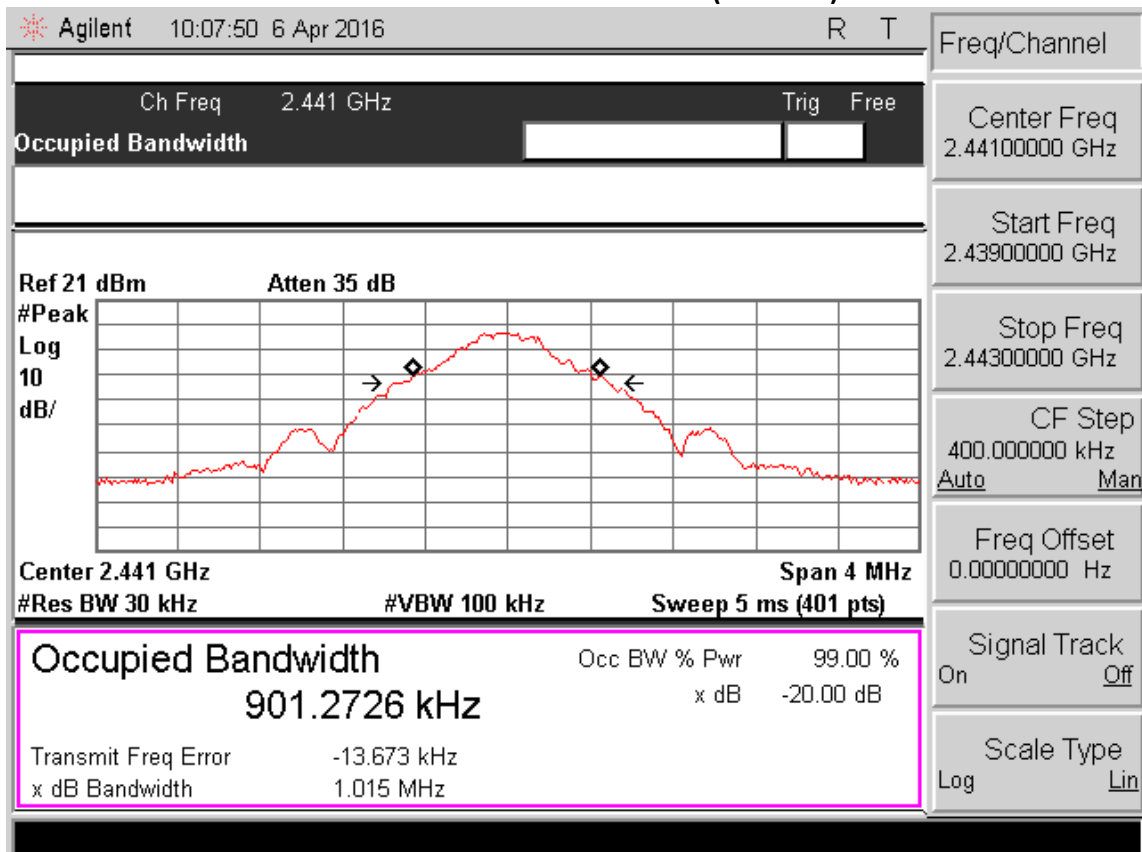 Agilent 10:07:50 6 Apr 2016 R T
Ch Freq 2.441 GHz Trig Free
Occupied Bandwidth
Ref 21 dBm Atten 35 dB
#Peak
Log
10
dB/
Center 2.441 GHz Span 4 MHz
#Res BW 30 kHz #VBW 100 kHz Sweep 5 ms (401 pts)
Occupied Bandwidth Occ BW % Pwr 99.00 %
901.2726 kHz x dB -20.00 dB
Transmit Freq Error -13.673 kHz
x dB Bandwidth 1.015 MHz
Freq/Channel
Center Freq
2.44100000 GHz
Start Freq
2.43900000 GHz
Stop Freq
2.44300000 GHz
CF Step
400.000000 kHz
Auto Man
Freq Offset
0.00000000 Hz
Signal Track
On Off
Scale Type
Log Lin